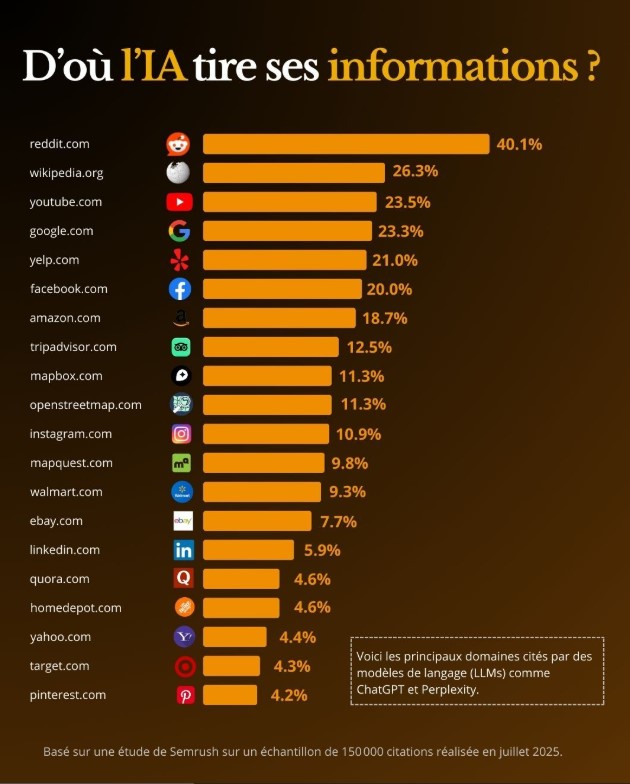 D'où l'IA tire ses informations ?
reddit.com 40.1%
wikipedia.org 26.3%
youtube.com 23.5%
google.com 23.3%
yelp.com 21.0%
facebook.com 20.0%
amazon.com 18.7%
tripadvisor.com 12.5%
mapbox.com 11.3%
openstreetmap.com 11.3%
instagram.com 10.9%
mapquest.com 9.8%
walmart.com 9.3%
ebay.com 7.7%
linkedin.com 5.9%
quora.com 4.6%
homedepot.com 4.6%
yahoo.com 4.4%
target.com 4.3%
pinterest.com 4.2%
Voici les principaux domaines cités par des
modèles de langage (LLMs) comme
ChatGPT et Perplexity.
Basé sur une étude de Semrush sur un échantillon de 150 000 citations réalisée en juillet 2025.